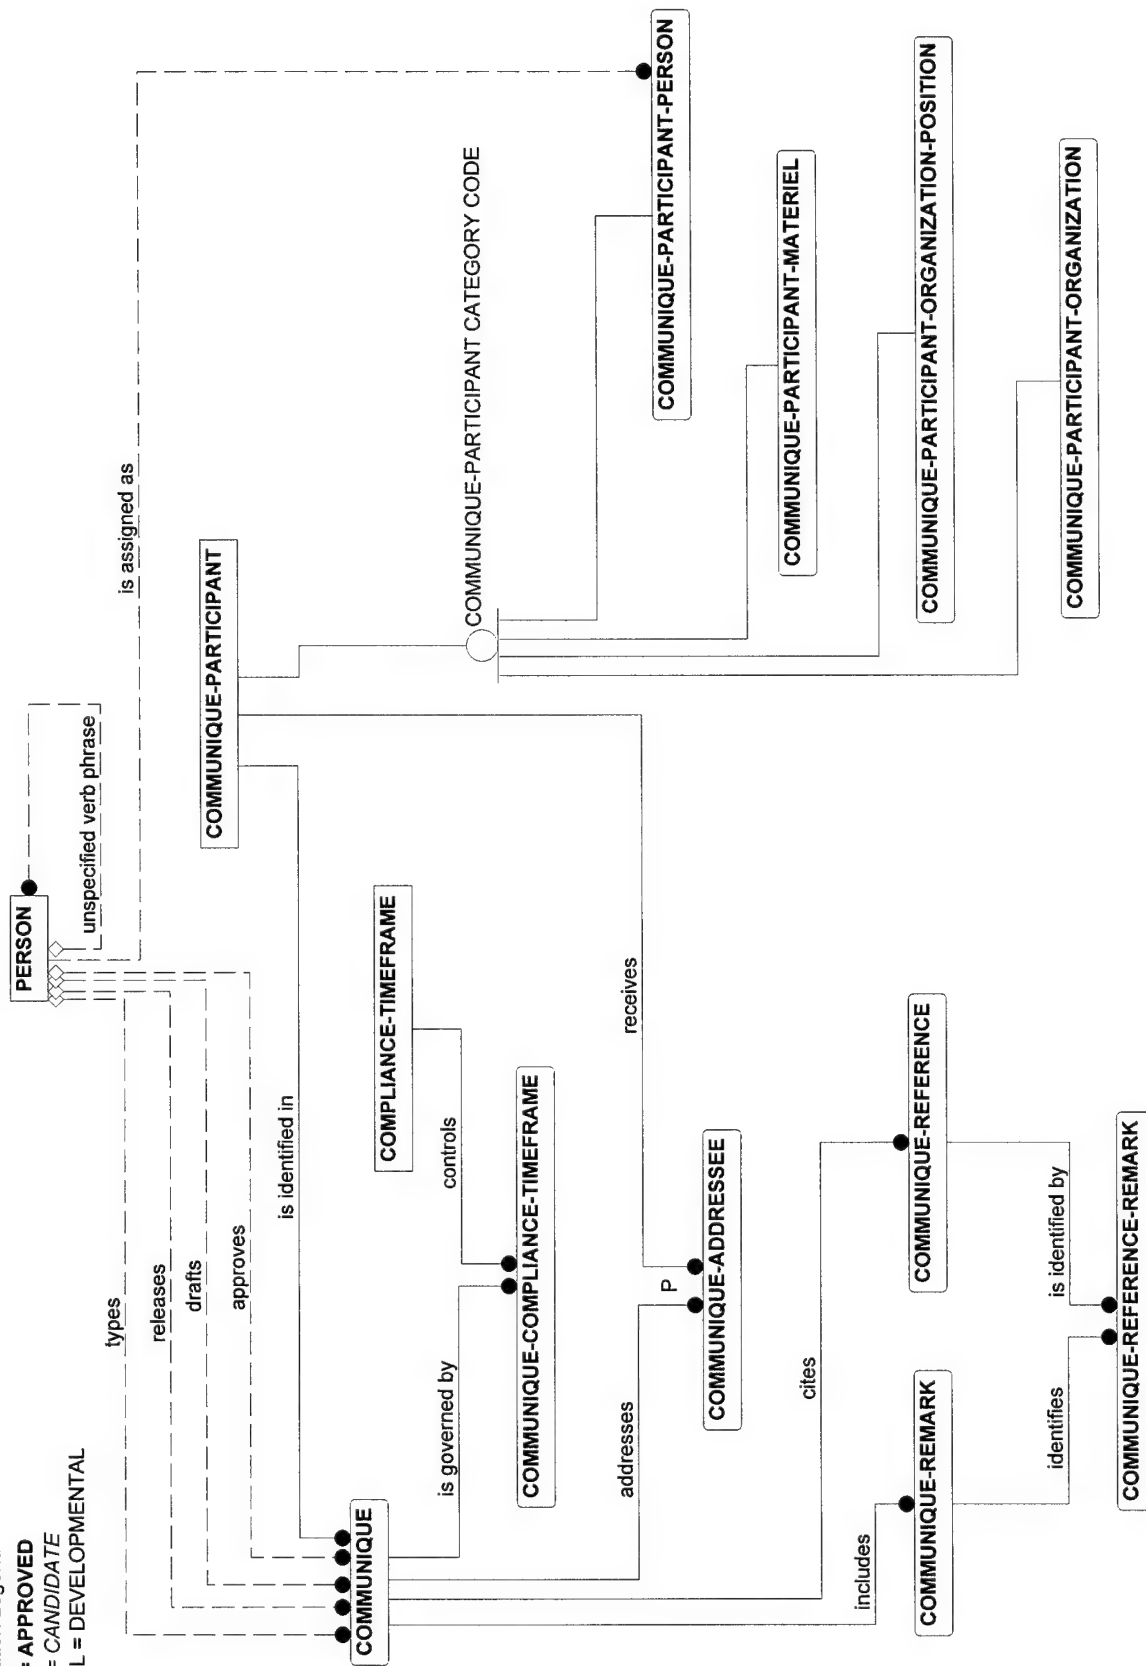 = APPROVED
= CANDIDATE
L = DEVELOPMENTAL
PERSON
unspecified verb phrase
is assigned as
types
releases
drafts
approves
is identified in
COMMUNIQUE-PARTICIPANT
COMMUNIQUE
COMPLIANCE-TIMEFRAME
is governed by
controls
COMMUNIQUE-PARTICIPANT CATEGORY CODE
COMMUNIQUE-COMPLIANCE-TIMEFRAME
addresses
receives
P
COMMUNIQUE-PARTICIPANT-PERSON
COMMUNIQUE-ADDRESSEE
COMMUNIQUE-PARTICIPANT-MATERIEL
cites
includes
COMMUNIQUE-REMARK
COMMUNIQUE-REFERENCE
COMMUNIQUE-PARTICIPANT-ORGANIZATION-POSITION
identifies
is identified by
COMMUNIQUE-PARTICIPANT-ORGANIZATION
COMMUNIQUE-REFERENCE-REMARK